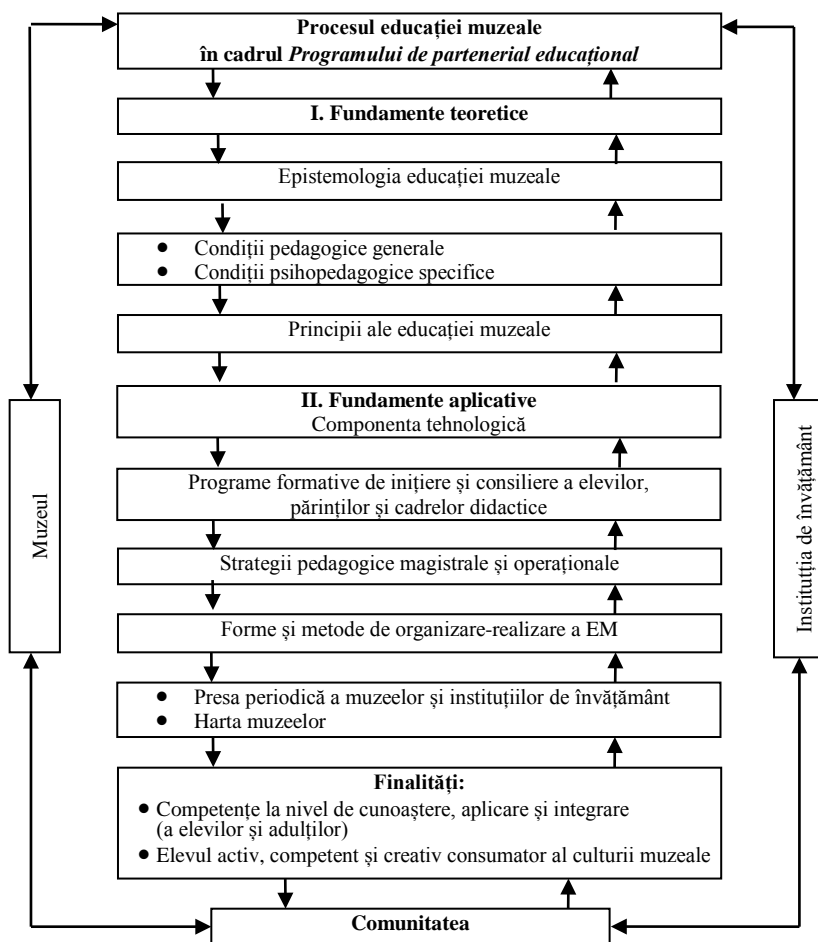 Procesul educației muzeale
în cadrul Programului de partenerial educațional
I. Fundamente teoretice
Epistemologia educației muzeale
• Condiții pedagogice generale
• Condiții psihopedagogice specifice
Principii ale educației muzeale
II. Fundamente aplicative
Componenta tehnologică
Programe formative de inițiere și consiliere a elevilor,
părinților și cadrelor didactice
Strategii pedagogice magistrale și operaționale
Forme și metode de organizare-realizare a EM
• Presa periodică a muzeelor și instituțiilor de învățământ
• Harta muzeelor
Finalități:
• Competențe la nivel de cunoaștere, aplicare și integrare
(a elevilor și adulților)
• Elevul activ, competent și creativ consumator al culturii muzeale
Comunitatea
Muzeul
Institutția de învățământ